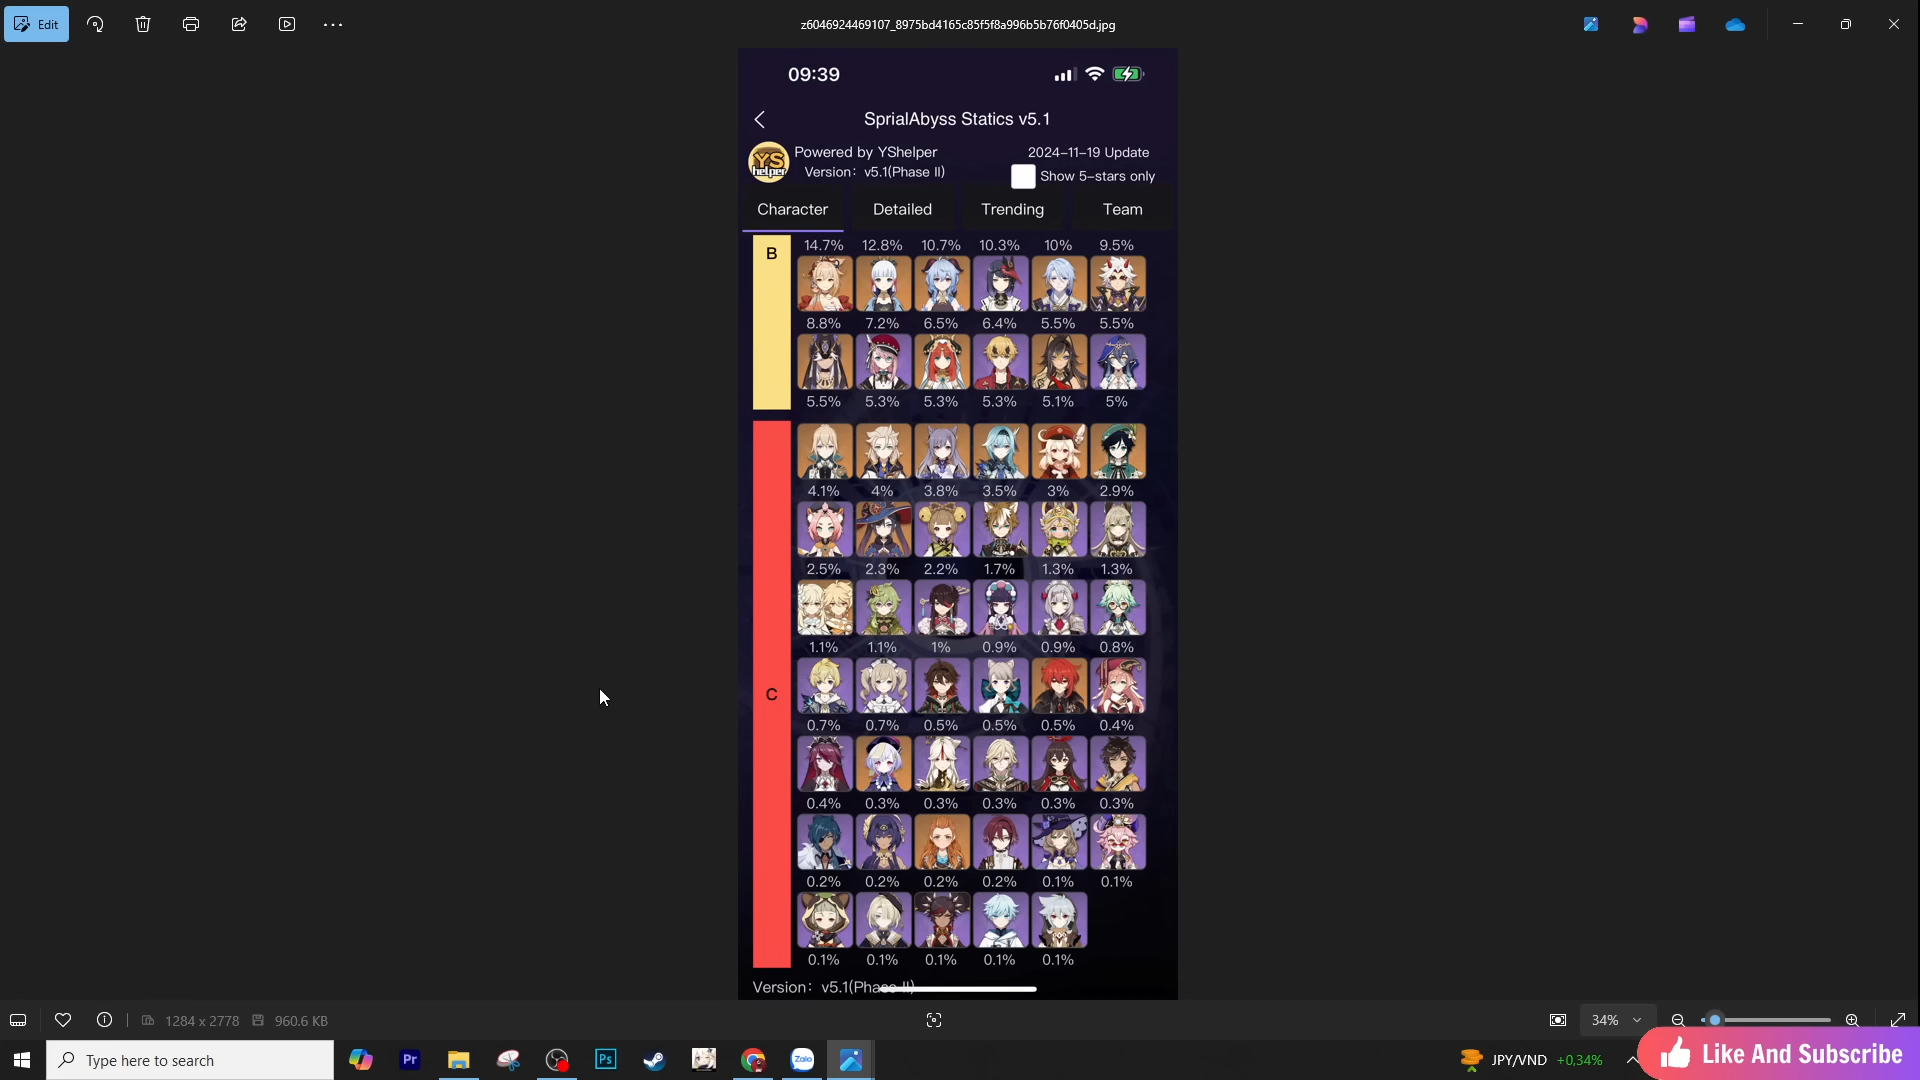 Edit
z6046924469107_8975bd4165c85f5f8a996b5b76f0405d.jpg
09:39
SprialAbyss Statics v5.1
YS helper
Powered by YShelper
2024-11-19 Update
Version: v5.1(Phase II)
Show 5-stars only
Character Detailed Trending Team
B
14.7% 12.8% 10.7% 10.3% 10% 9.5%
8.8% 7.2% 6.5% 6.4% 5.5% 5.5%
5.5% 5.3% 5.3% 5.3% 5.1% 5%
4.1% 4% 3.8% 3.5% 3% 2.9%
2.5% 2.3% 2.2% 1.7% 1.3% 1.3%
1.1% 1.1% 1% 0.9% 0.9% 0.8%
C
0.7% 0.7% 0.5% 0.5% 0.5% 0.4%
0.4% 0.3% 0.3% 0.3% 0.3% 0.3%
0.2% 0.2% 0.2% 0.2% 0.1% 0.1%
0.1% 0.1% 0.1% 0.1% 0.1%
Version: v5.1(Phase II)
1284 x 2778 960.6 KB
34%
Type here to search
Pr
Ps
Zalo
JPY/VND +0,34%
Like And Subscribe